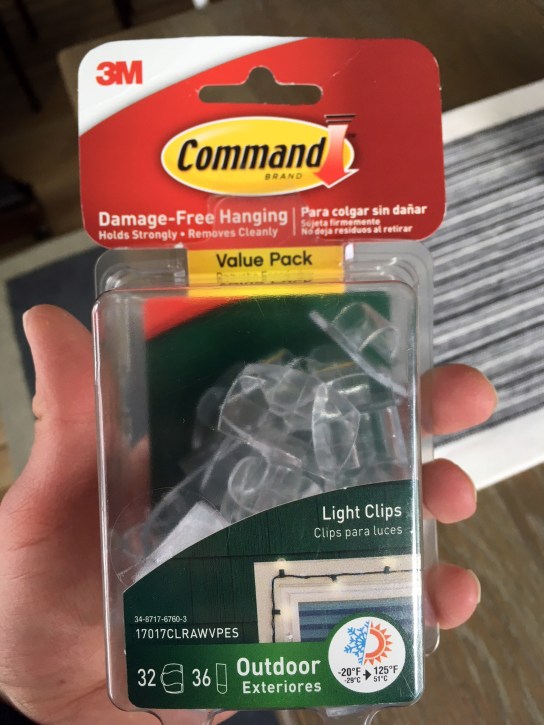 3M
Command
BRAND
Damage-Free Hanging
Holds Strongly • Removes Cleanly
Para colgar sin dañar
Sujeta firmemente
No deja residuos al retirar
Value Pack
Light Clips
Clips para luces
34-8717-6760-3
17017CLRAWVPES
32 36 Outdoor
Exteriores
-20°F 125°F
-29°C 51°C